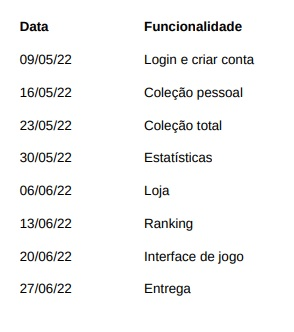 Data Funcionalidade
09/05/22 Login e criar conta
16/05/22 Coleção pessoal
23/05/22 Coleção total
30/05/22 Estatísticas
06/06/22 Loja
13/06/22 Ranking
20/06/22 Interface de jogo
27/06/22 Entrega